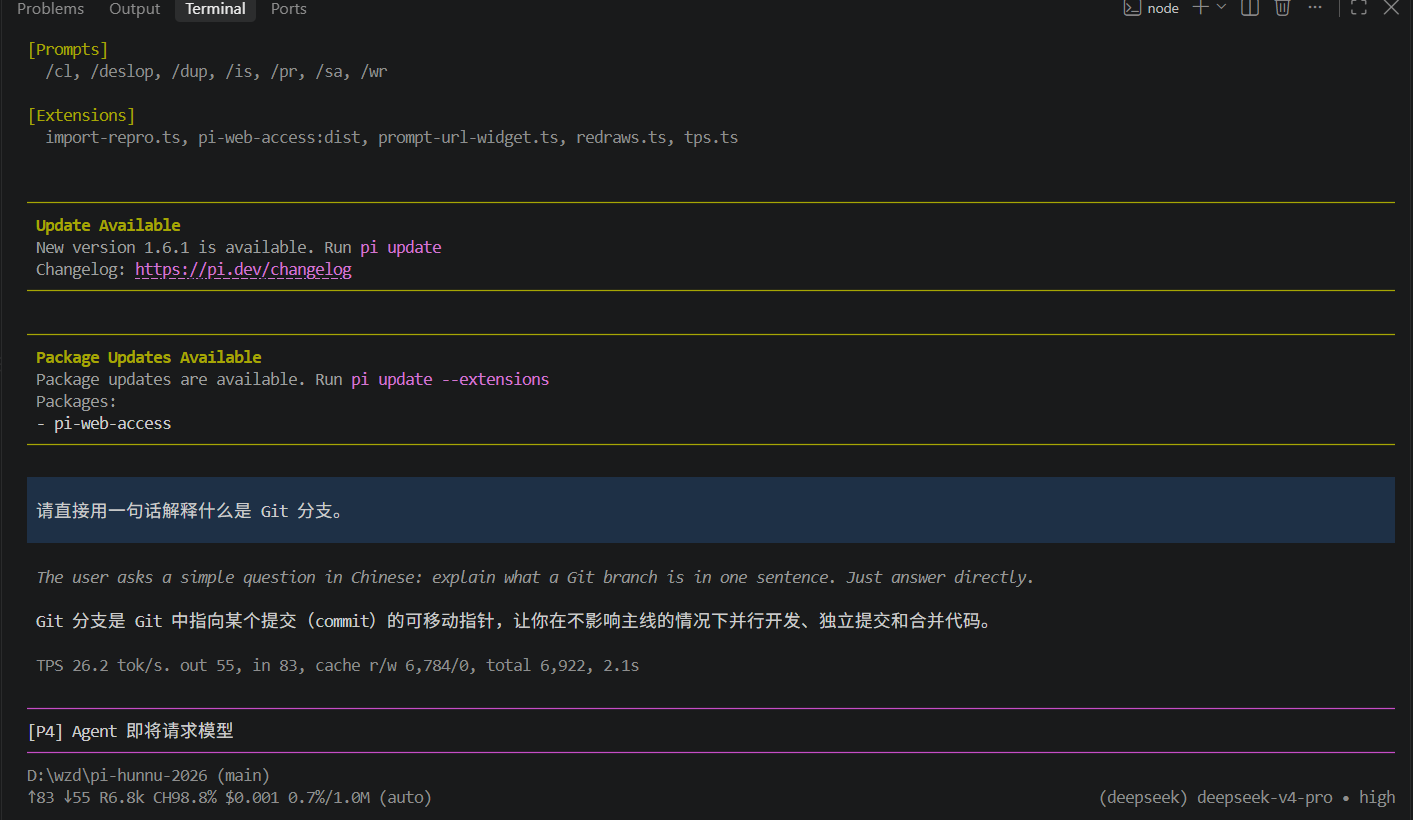 Problems Output Terminal Ports node
[Prompts]
/cl, /deslop, /dup, /is, /pr, /sa, /wr
[Extensions]
import-repro.ts, pi-web-access:dist, prompt-url-widget.ts, redraws.ts, tps.ts
Update Available
New version 1.6.1 is available. Run pi update
Changelog: https://pi.dev/changelog
Package Updates Available
Package updates are available. Run pi update --extensions
Packages:
- pi-web-access
请直接用一句话解释什么是 Git 分支。
The user asks a simple question in Chinese: explain what a Git branch is in one sentence. Just answer directly.
Git 分支是 Git 中指向某个提交（commit）的可移动指针，让你在不影响主线的情况下并行开发、独立提交和合并代码。
TPS 26.2 tok/s. out 55, in 83, cache r/w 6,784/0, total 6,922, 2.1s
[P4] Agent 即将请求模型
D:\wzd\pi-hunnu-2026 (main)
↑83 ↓55 R6.8k CH98.8% $0.001 0.7%/1.0M (auto) (deepseek) deepseek-v4-pro • high